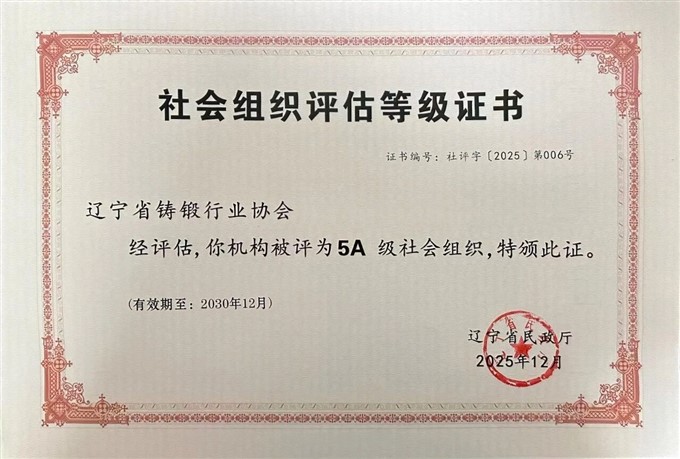 社会组织评估等级证书
证书编号：社评字〔2025〕第006号
辽宁省铸锻行业协会
经评估,你机构被评为 5A 级社会组织,特颁此证。
(有效期至：2030年12月)
辽宁省民政厅
2025年12月